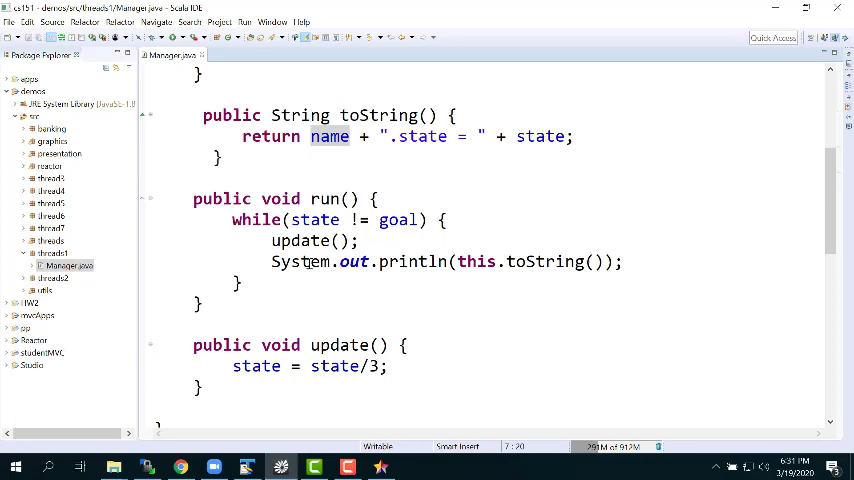 cs151 - demos/src/threads1/Manager.java - Scala IDE
File Edit Source Refactor Refactor Navigate Search Project Run Window Help
Quick Access
Package Explorer
Manager.java
apps
demos
JRE System Library [JavaSE-1.8
src
banking
graphics
presentation
reactor
thread3
thread4
thread5
thread6
thread7
threads
threads1
Manager.java
threads2
utils
HW2
mvcApps
pp
Reactor
studentMVC
Studio
}
public String toString() {
return name + ".state = " + state;
}
public void run() {
while(state != goal) {
update();
System.out.println(this.toString());
}
}
public void update() {
state = state/3;
}
}
Writable Smart Insert 7 : 20 291M of 912M
6:31 PM
3/19/2020
3